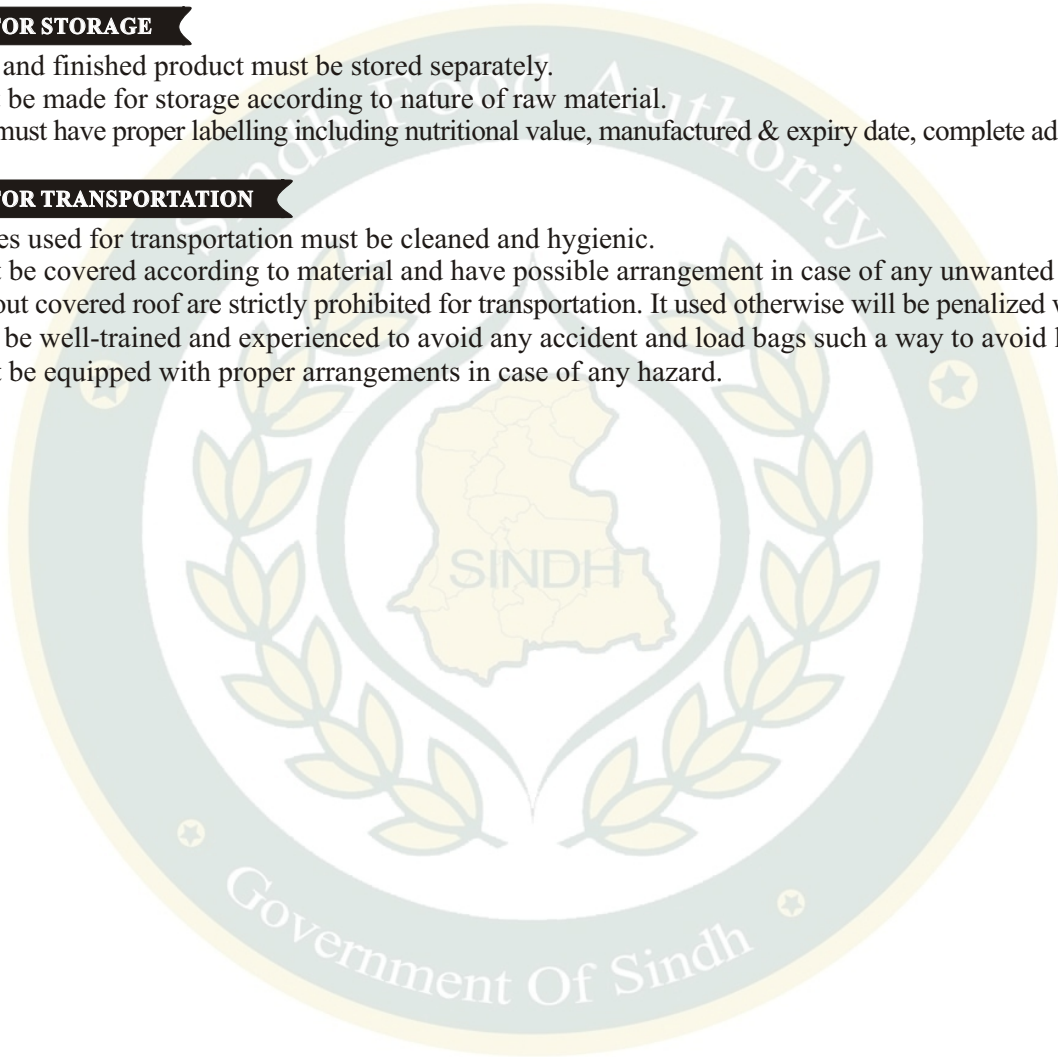 FOR STORAGE
and finished product must be stored separately.
be made for storage according to nature of raw material.
must have proper labelling including nutritional value, manufactured & expiry date, complete ad
FOR TRANSPORTATION
es used for transportation must be cleaned and hygienic.
be covered according to material and have possible arrangement in case of any unwanted
out covered roof are strictly prohibited for transportation. It used otherwise will be penalized
be well-trained and experienced to avoid any accident and load bags such a way to avoid
be equipped with proper arrangements in case of any hazard.
Sindh Food Authority
SINDH
Government Of Sindh